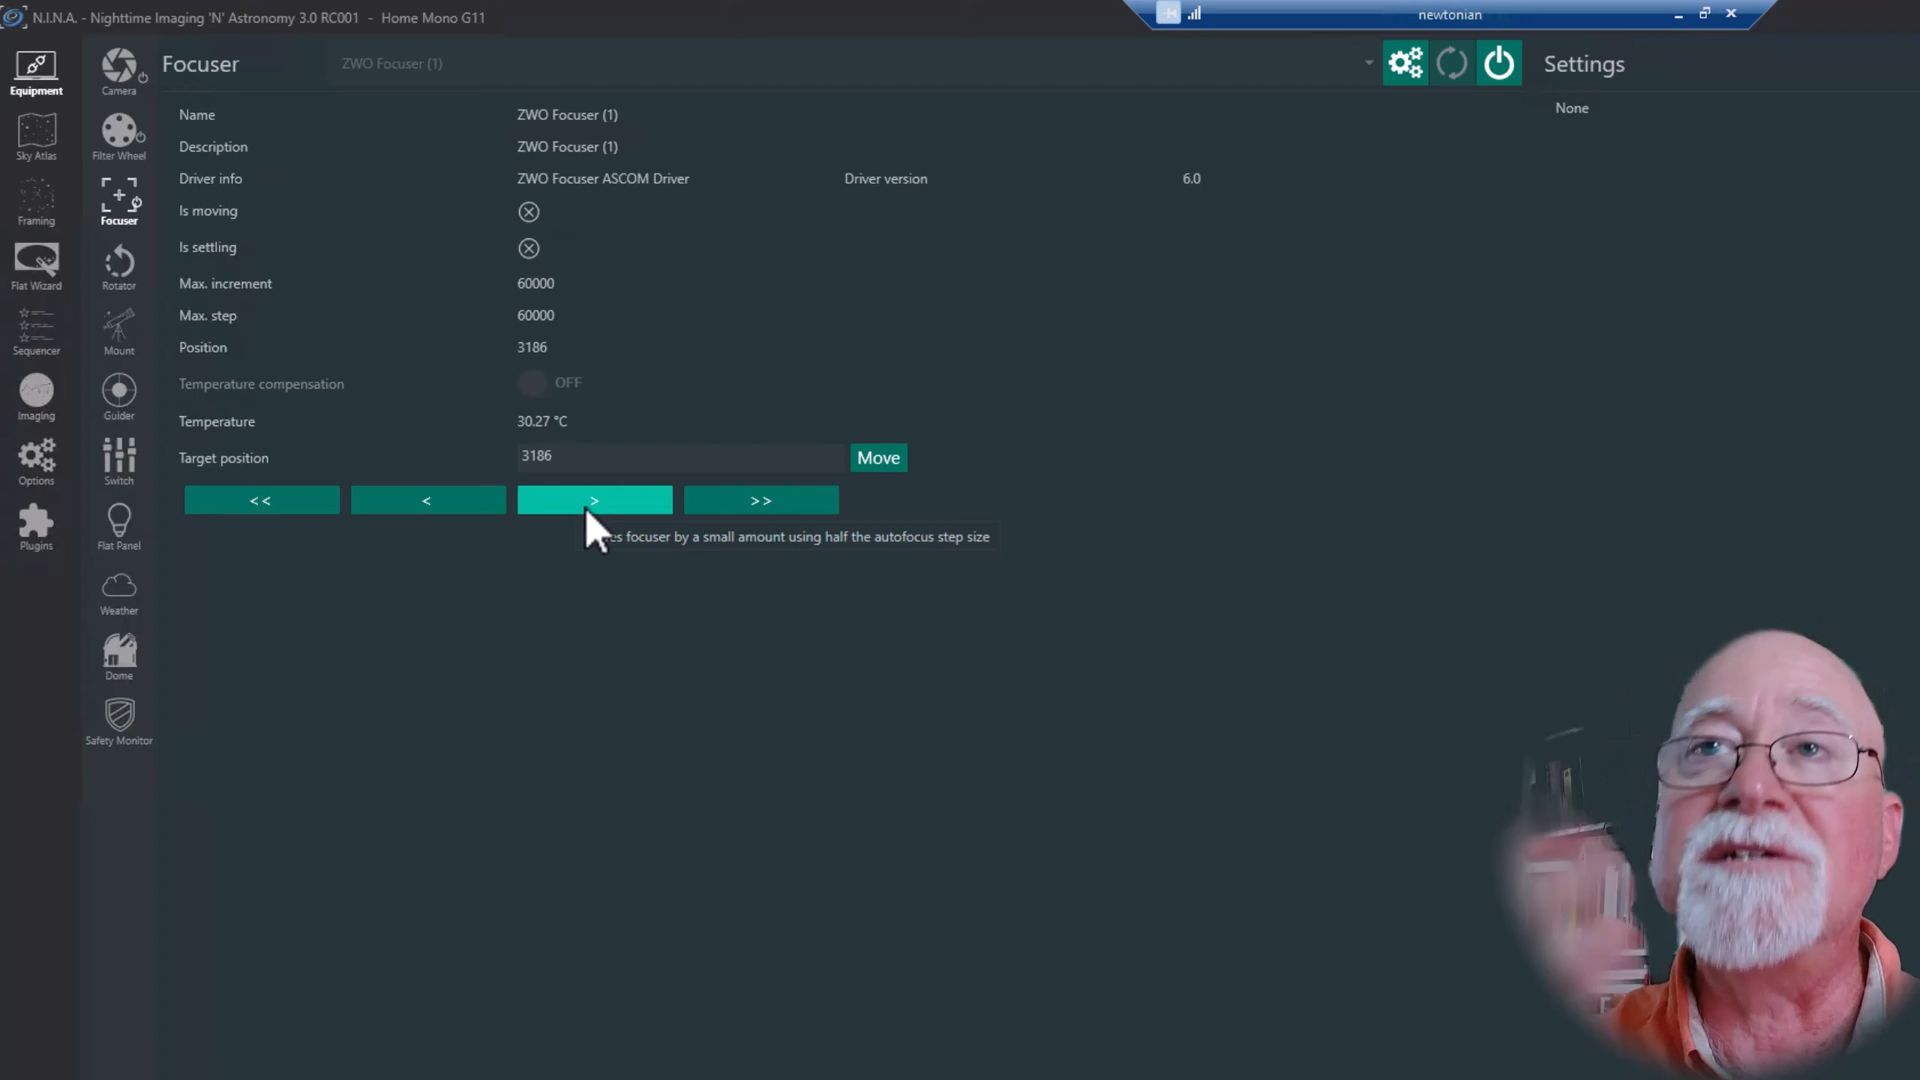 N.I.N.A. - Nighttime Imaging 'N' Astronomy 3.0 RC001 - Home Mono G11
newtonian
Equipment
Sky Atlas
Framing
Flat Wizard
Sequencer
Imaging
Options
Plugins
Camera
Filter Wheel
Focuser
Rotator
Mount
Guider
Switch
Flat Panel
Weather
Dome
Safety Monitor
Focuser
ZWO Focuser (1)
Name ZWO Focuser (1)
Description ZWO Focuser (1)
Driver info ZWO Focuser ASCOM Driver Driver version 6.0
Is moving
Is settling
Max. increment 60000
Max. step 60000
Position 3186
Temperature compensation OFF
Temperature 30.27 °C
Target position 3186 Move
<< < > >>
focuser by a small amount using half the autofocus step size
Settings
None